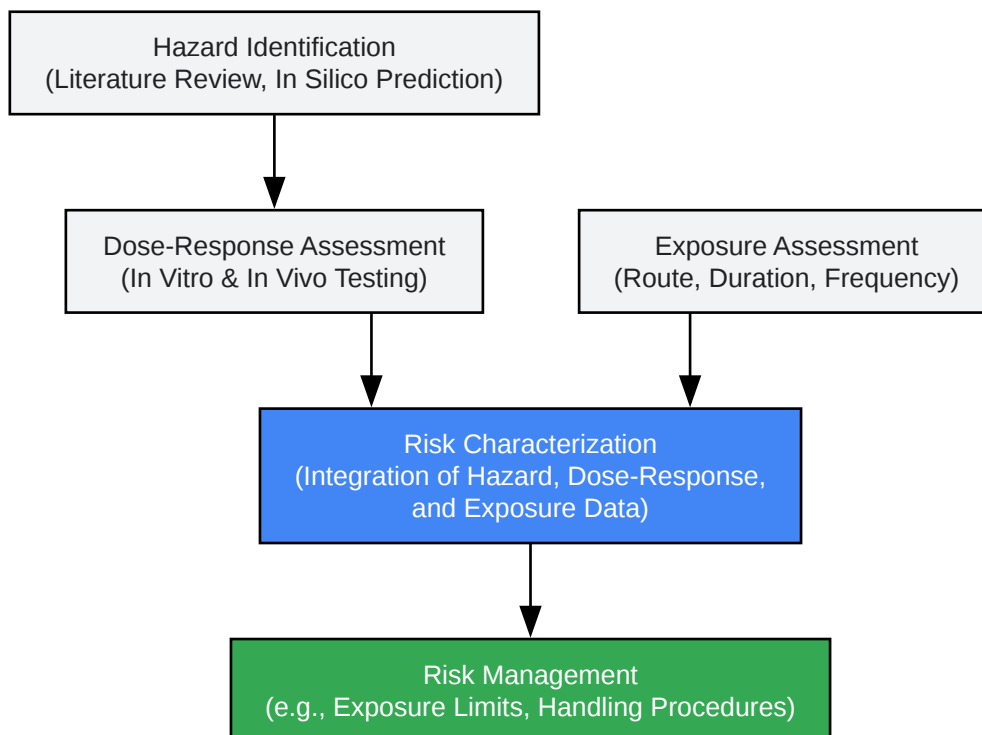 Hazard Identification
(Literature Review, In Silico Prediction)
Dose-Response Assessment
(In Vitro & In Vivo Testing)
Exposure Assessment
(Route, Duration, Frequency)
Risk Characterization
(Integration of Hazard, Dose-Response,
and Exposure Data)
Risk Management
(e.g., Exposure Limits, Handling Procedures)